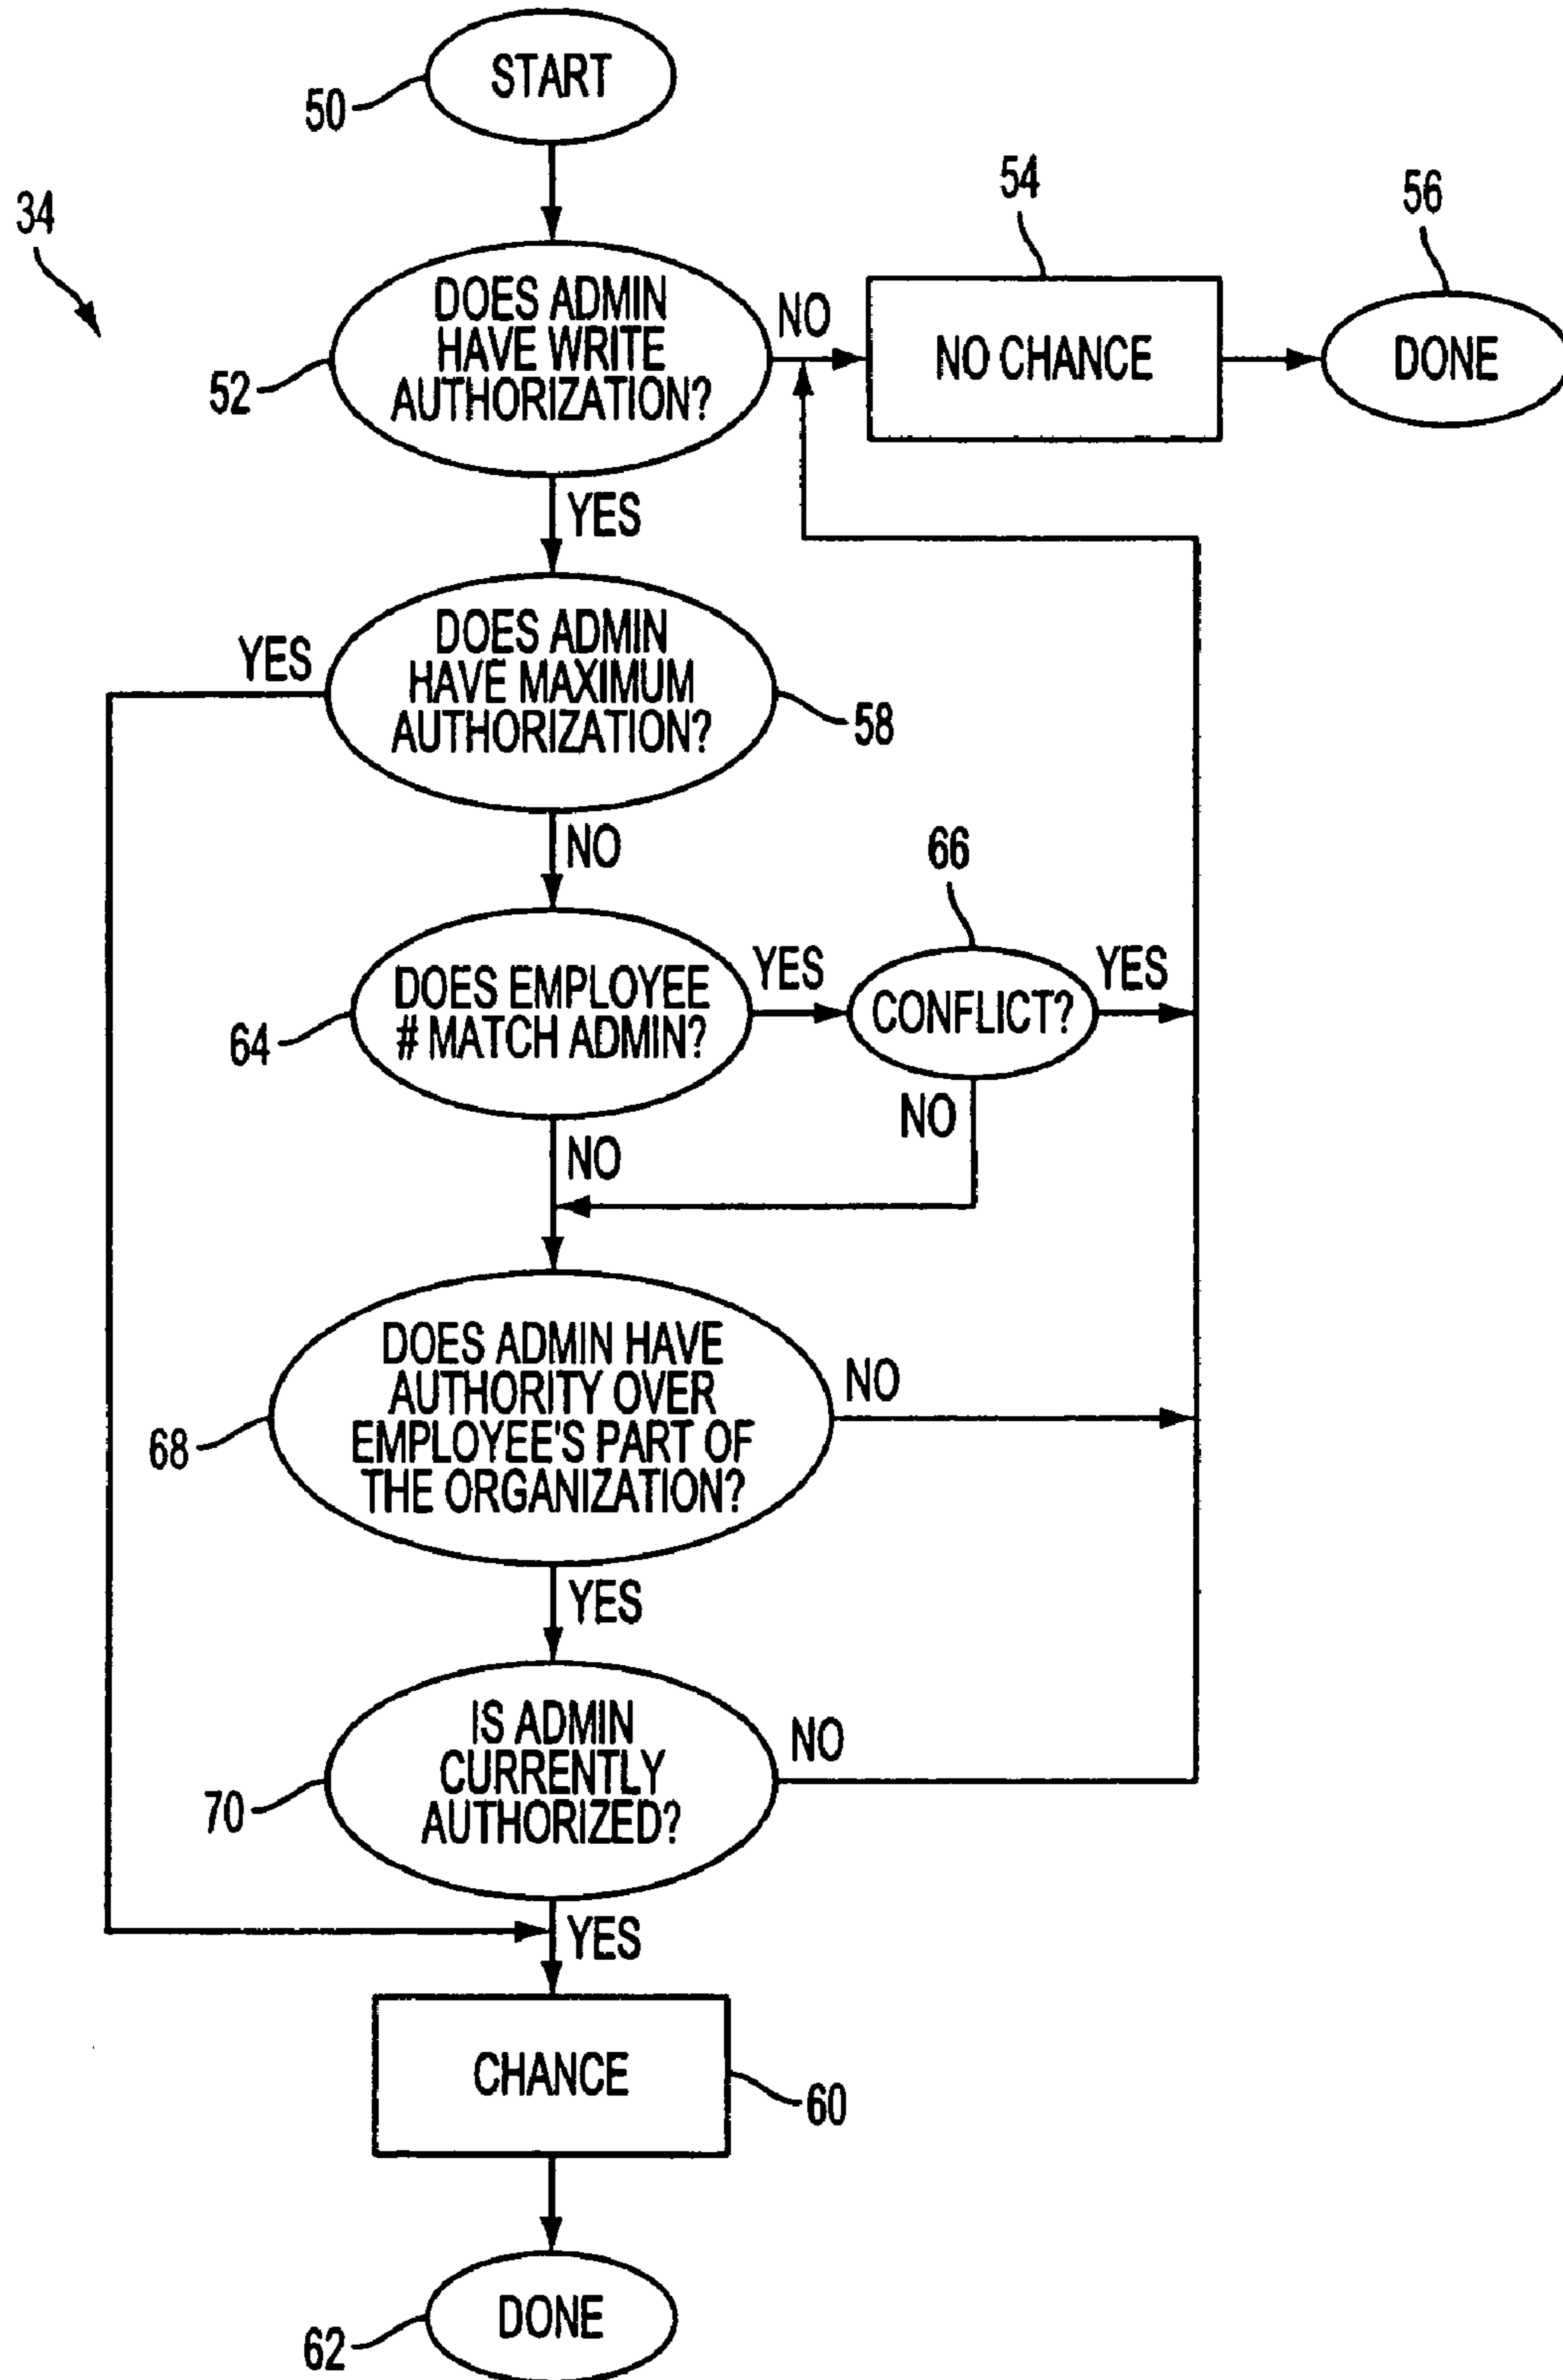 START
50
34
54
56
DOES ADMIN
HAVE WRITE
AUTHORIZATION?
NO
NO CHANCE
DONE
52
YES
DOES ADMIN
HAVE MAXIMUM
AUTHORIZATION?
YES
58
NO
66
DOES EMPLOYEE
# MATCH ADMIN?
YES
CONFLICT?
YES
64
NO
NO
DOES ADMIN HAVE
AUTHORITY OVER
EMPLOYEE'S PART OF
THE ORGANIZATION?
NO
68
YES
IS ADMIN
CURRENTLY
AUTHORIZED?
NO
70
YES
CHANCE
60
DONE
62